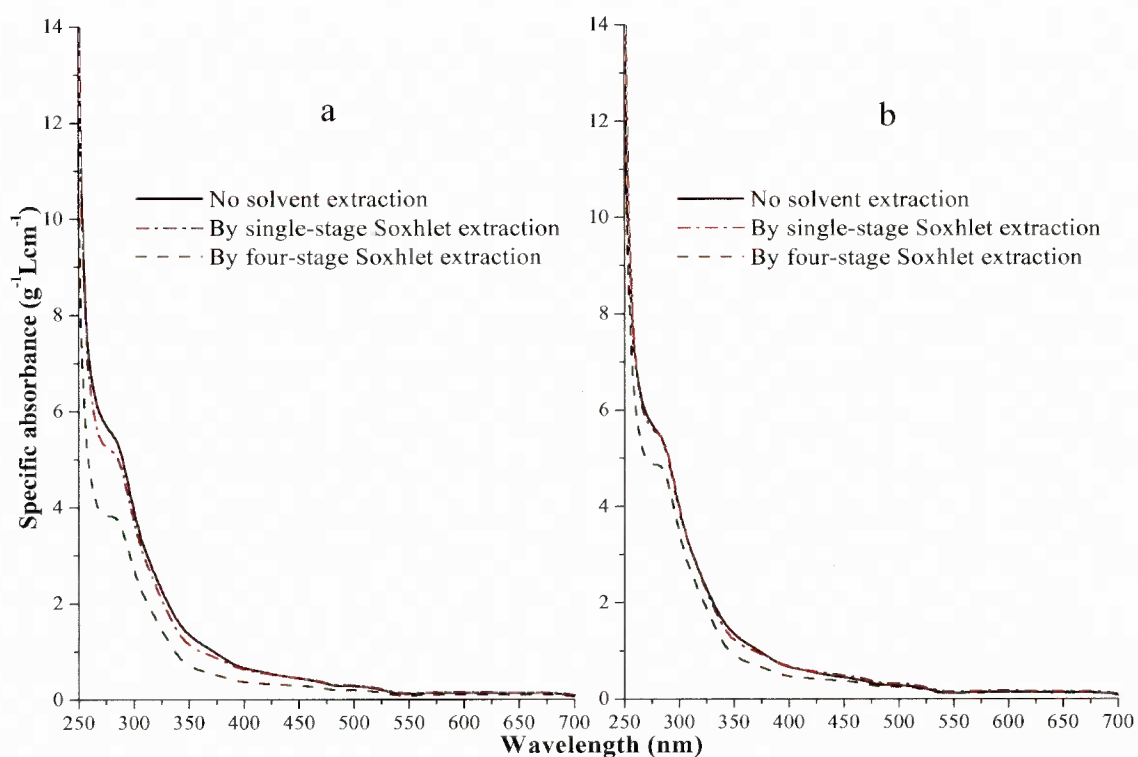 a
14
12
10
8
6
4
2
0
Specific absorbance (g⁻¹Lcm⁻¹)
No solvent extraction
By single-stage Soxhlet extraction
By four-stage Soxhlet extraction
250 300 350 400 450 500 550 600 650 700
b
14
12
10
8
6
4
2
0
No solvent extraction
By single-stage Soxhlet extraction
By four-stage Soxhlet extraction
250 300 350 400 450 500 550 600 650 700
Wavelength (nm)